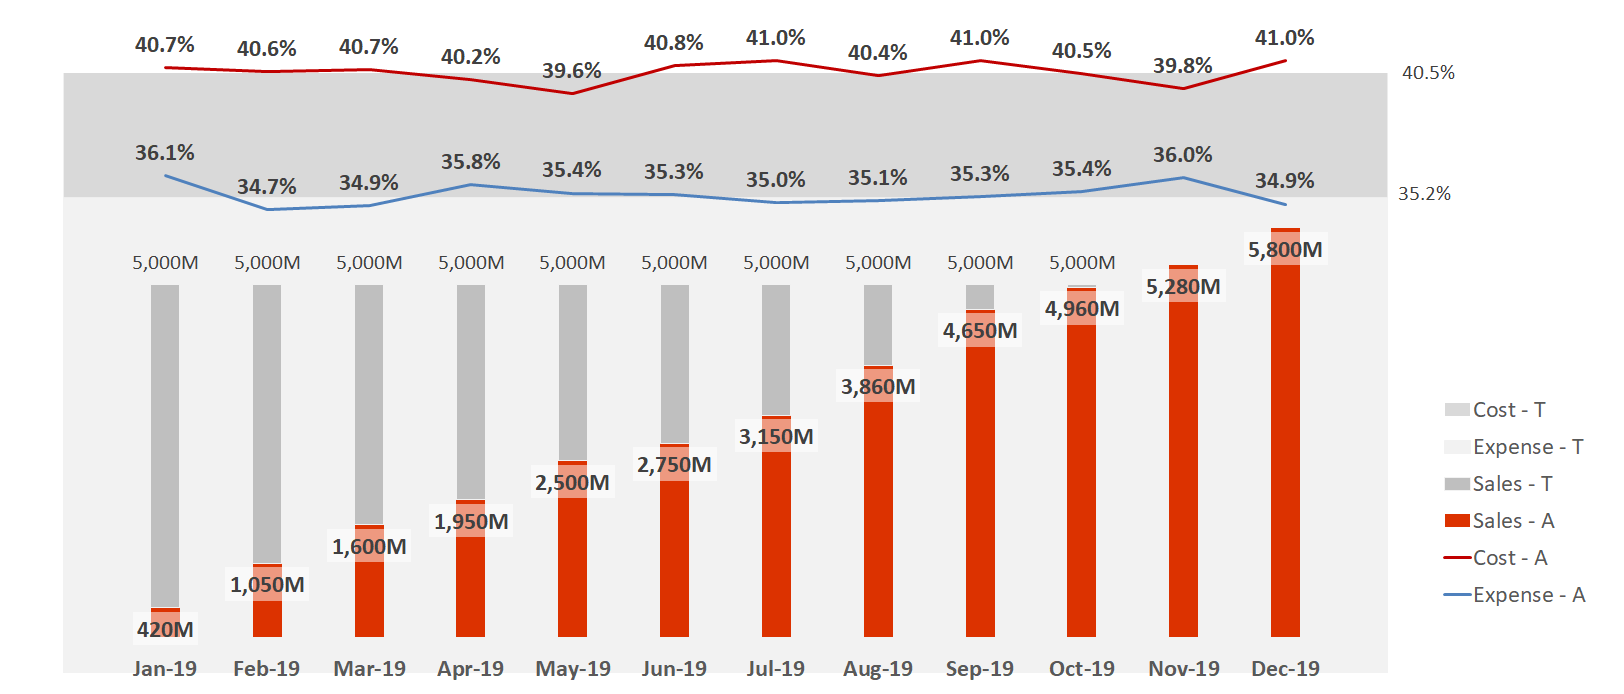 40.7% 40.6% 40.7% 40.2% 39.6% 40.8% 41.0% 40.4% 41.0% 40.5% 39.8% 41.0%
40.5%
36.1% 34.7% 34.9% 35.8% 35.4% 35.3% 35.0% 35.1% 35.3% 35.4% 36.0% 34.9%
35.2%
5,000M 5,000M 5,000M 5,000M 5,000M 5,000M 5,000M 5,000M 5,000M 5,000M
420M 1,050M 1,600M 1,950M 2,500M 2,750M 3,150M 3,860M 4,650M 4,960M 5,280M 5,800M
Cost - T
Expense - T
Sales - T
Sales - A
Cost - A
Expense - A
Jan-19 Feb-19 Mar-19 Apr-19 May-19 Jun-19 Jul-19 Aug-19 Sep-19 Oct-19 Nov-19 Dec-19